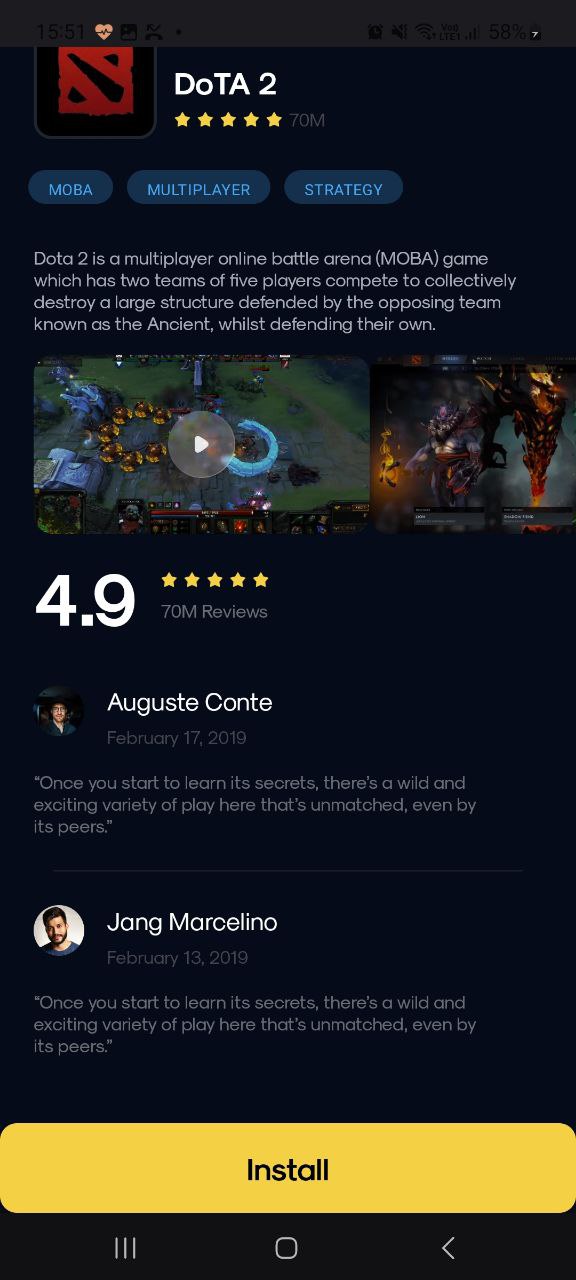 15:51
58%
DoTA 2
70M
MOBA
MULTIPLAYER
STRATEGY
Dota 2 is a multiplayer online battle arena (MOBA) game
which has two teams of five players compete to collectively
destroy a large structure defended by the opposing team
known as the Ancient, whilst defending their own.
4.9
70M Reviews
Auguste Conte
February 17, 2019
“Once you start to learn its secrets, there’s a wild and
exciting variety of play here that’s unmatched, even by
its peers.”
Jang Marcelino
February 13, 2019
“Once you start to learn its secrets, there’s a wild and
exciting variety of play here that’s unmatched, even by
its peers.”
Install